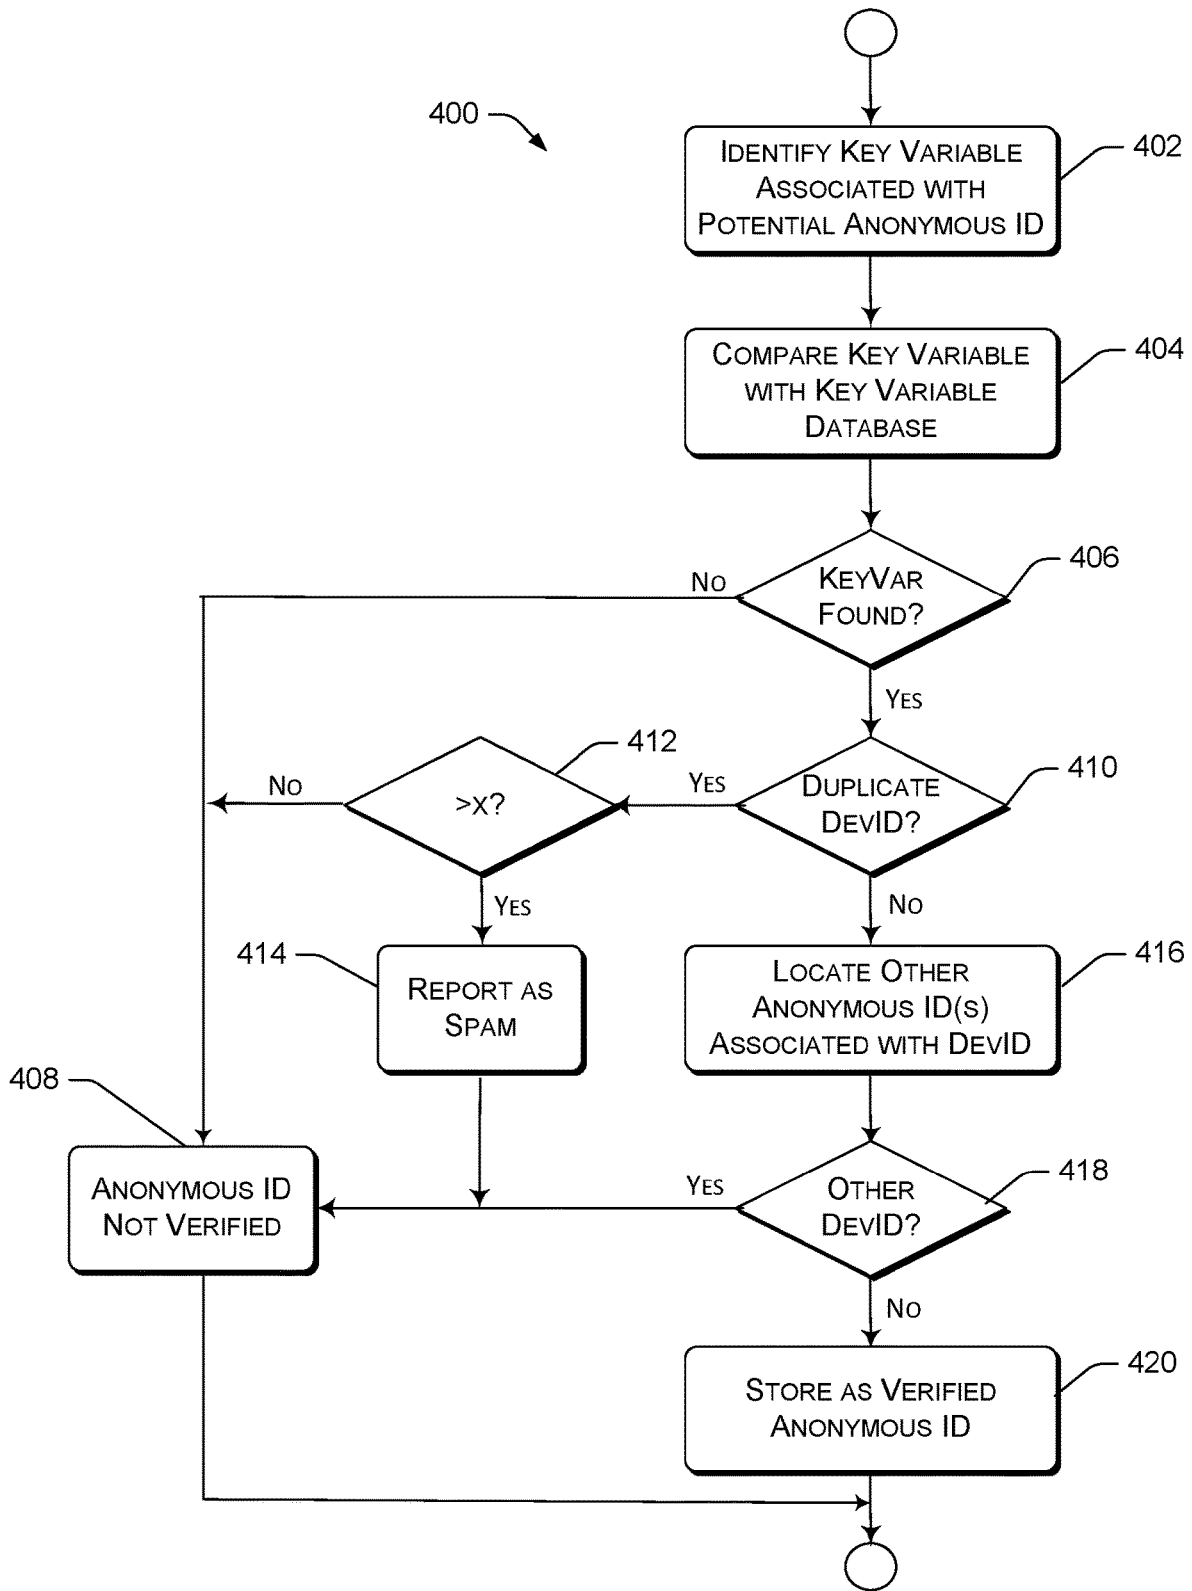 400
402
IDENTIFY KEY VARIABLE
ASSOCIATED WITH
POTENTIAL ANONYMOUS ID
404
COMPARE KEY VARIABLE
WITH KEY VARIABLE
DATABASE
406
KEYVAR
FOUND?
NO
YES
412
>X?
NO
YES
410
DUPLICATE
DEVID?
YES
NO
414
REPORT AS
SPAM
416
LOCATE OTHER
ANONYMOUS ID(S)
ASSOCIATED WITH DEVID
408
ANONYMOUS ID
NOT VERIFIED
YES
418
OTHER
DEVID?
NO
420
STORE AS VERIFIED
ANONYMOUS ID